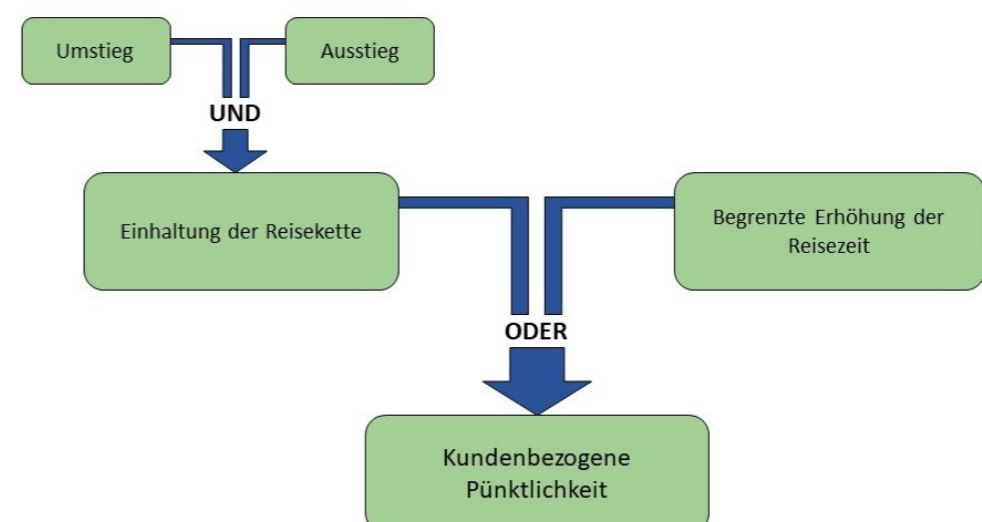 Umstieg
Ausstieg
UND
Einhaltung der Reisekette
Begrenzte Erhöhung der
Reisezeit
ODER
Kundenbezogene
Pünktlichkeit